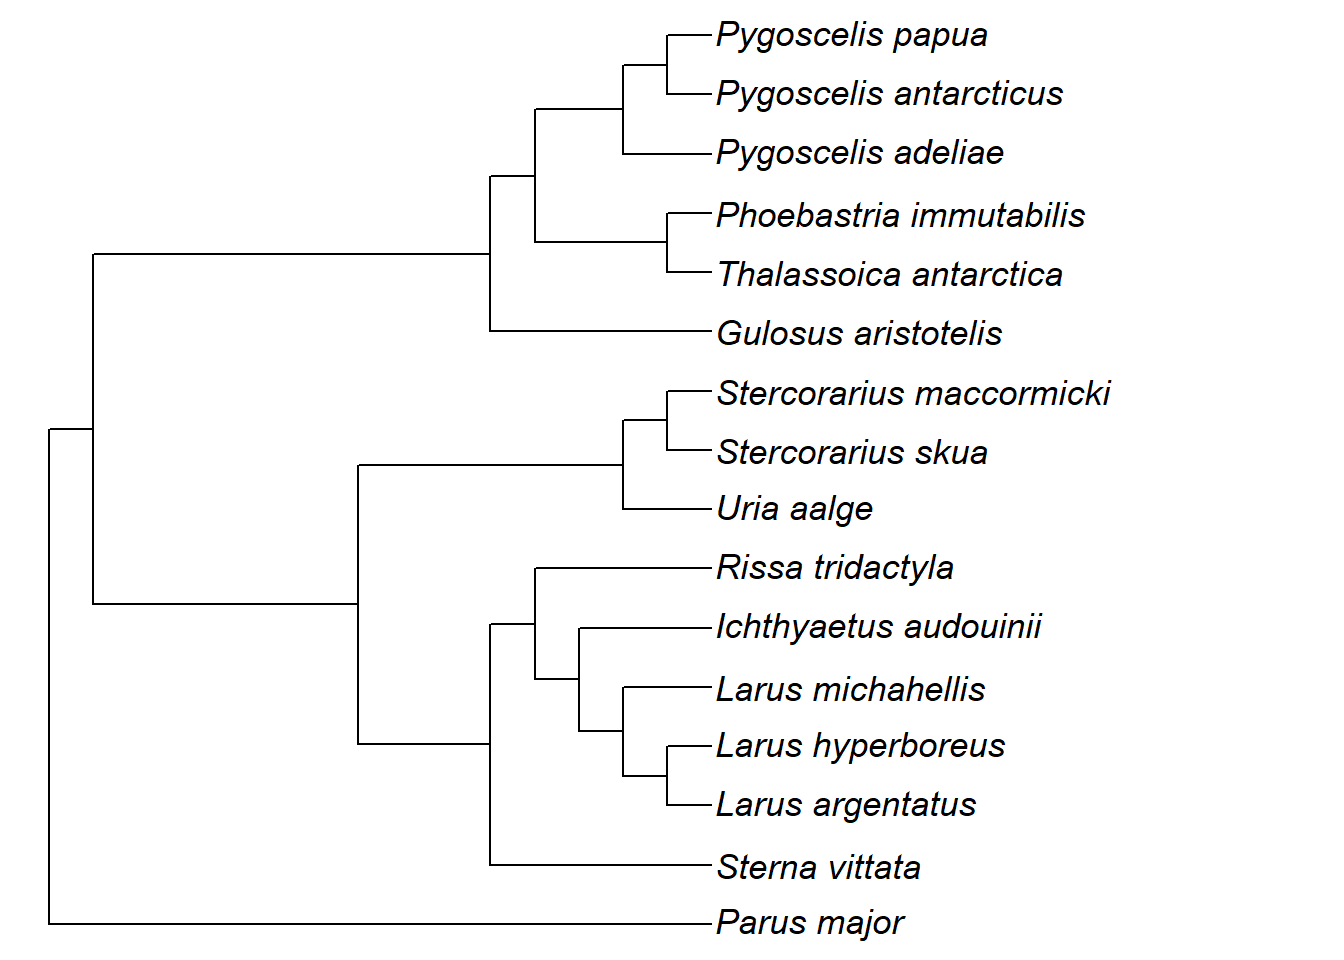 Pygoscelis papua
Pygoscelis antarcticus
Pygoscelis adeliae
Phoebastria immutabilis
Thalassoica antarctica
Gulosus aristotelis
Stercorarius maccormicki
Stercorarius skua
Uria aalge
Rissa tridactyla
Ichthyaetus audouinii
Larus michahellis
Larus hyperboreus
Larus argentatus
Sterna vittata
Parus major